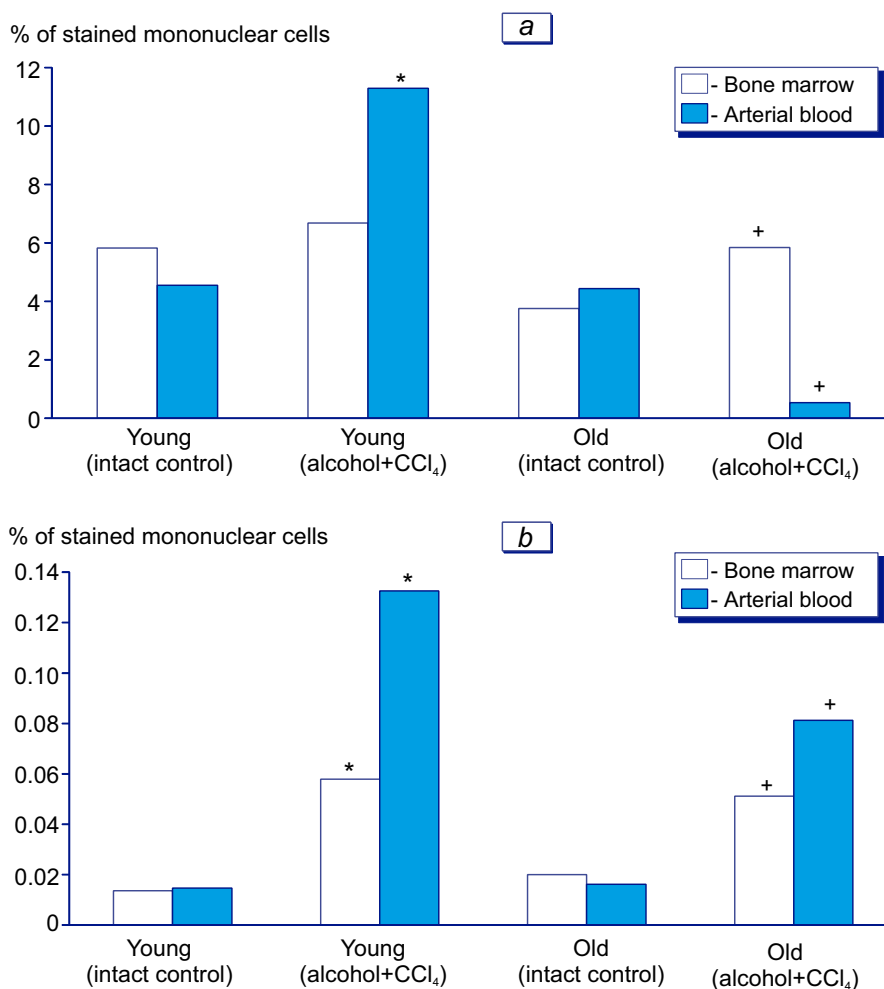 % of stained mononuclear cells
a
12
10
8
6
4
2
0
*
+
+
- Bone marrow
- Arterial blood
Young
(intact control)
Young
(alcohol+CCl₄)
Old
(intact control)
Old
(alcohol+CCl₄)
% of stained mononuclear cells
b
0.14
0.12
0.10
0.08
0.06
0.04
0.02
0
*
*
+
+
- Bone marrow
- Arterial blood
Young
(intact control)
Young
(alcohol+CCl₄)
Old
(intact control)
Old
(alcohol+CCl₄)